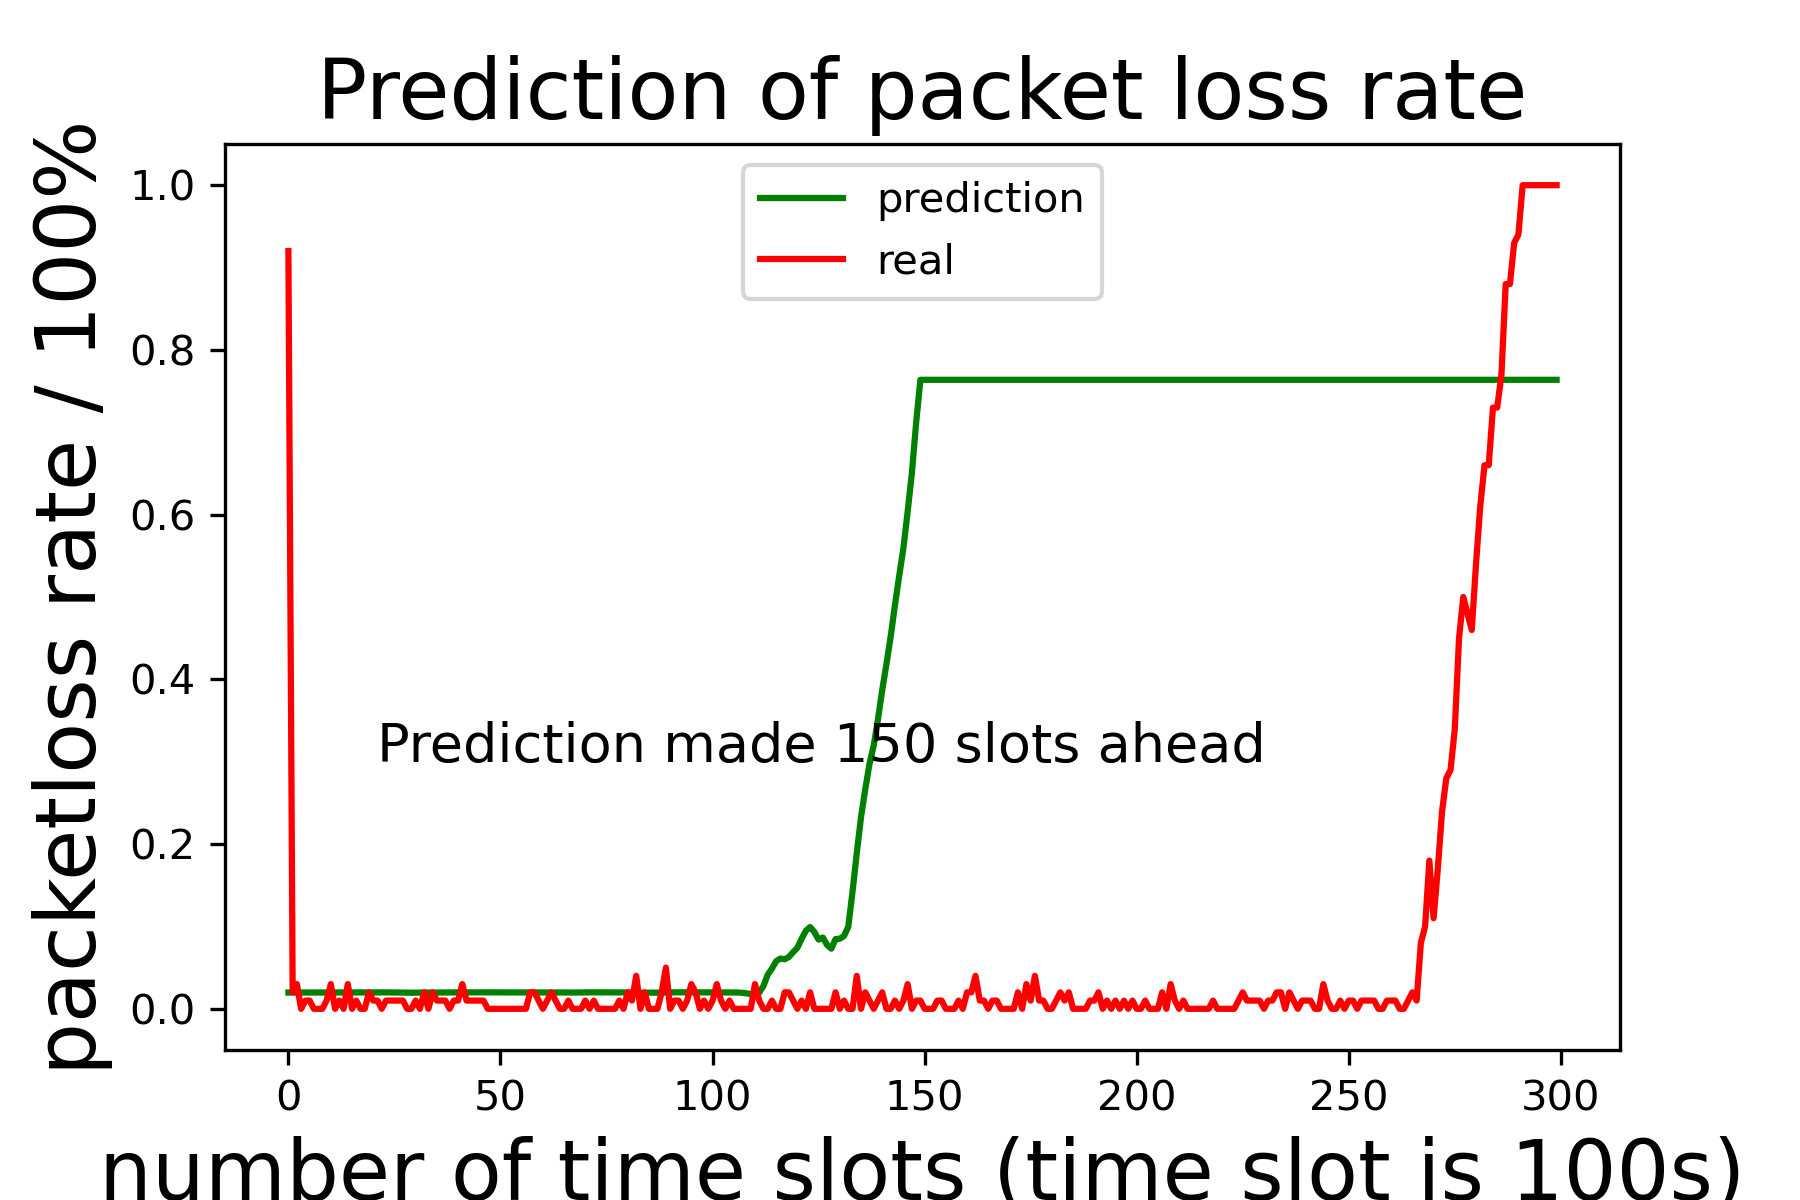 Prediction of packet loss rate
packetloss rate / 100%
1.0
0.8
0.6
0.4
0.2
0.0
prediction
real
Prediction made 150 slots ahead
0 50 100 150 200 250 300
number of time slots (time slot is 100s)